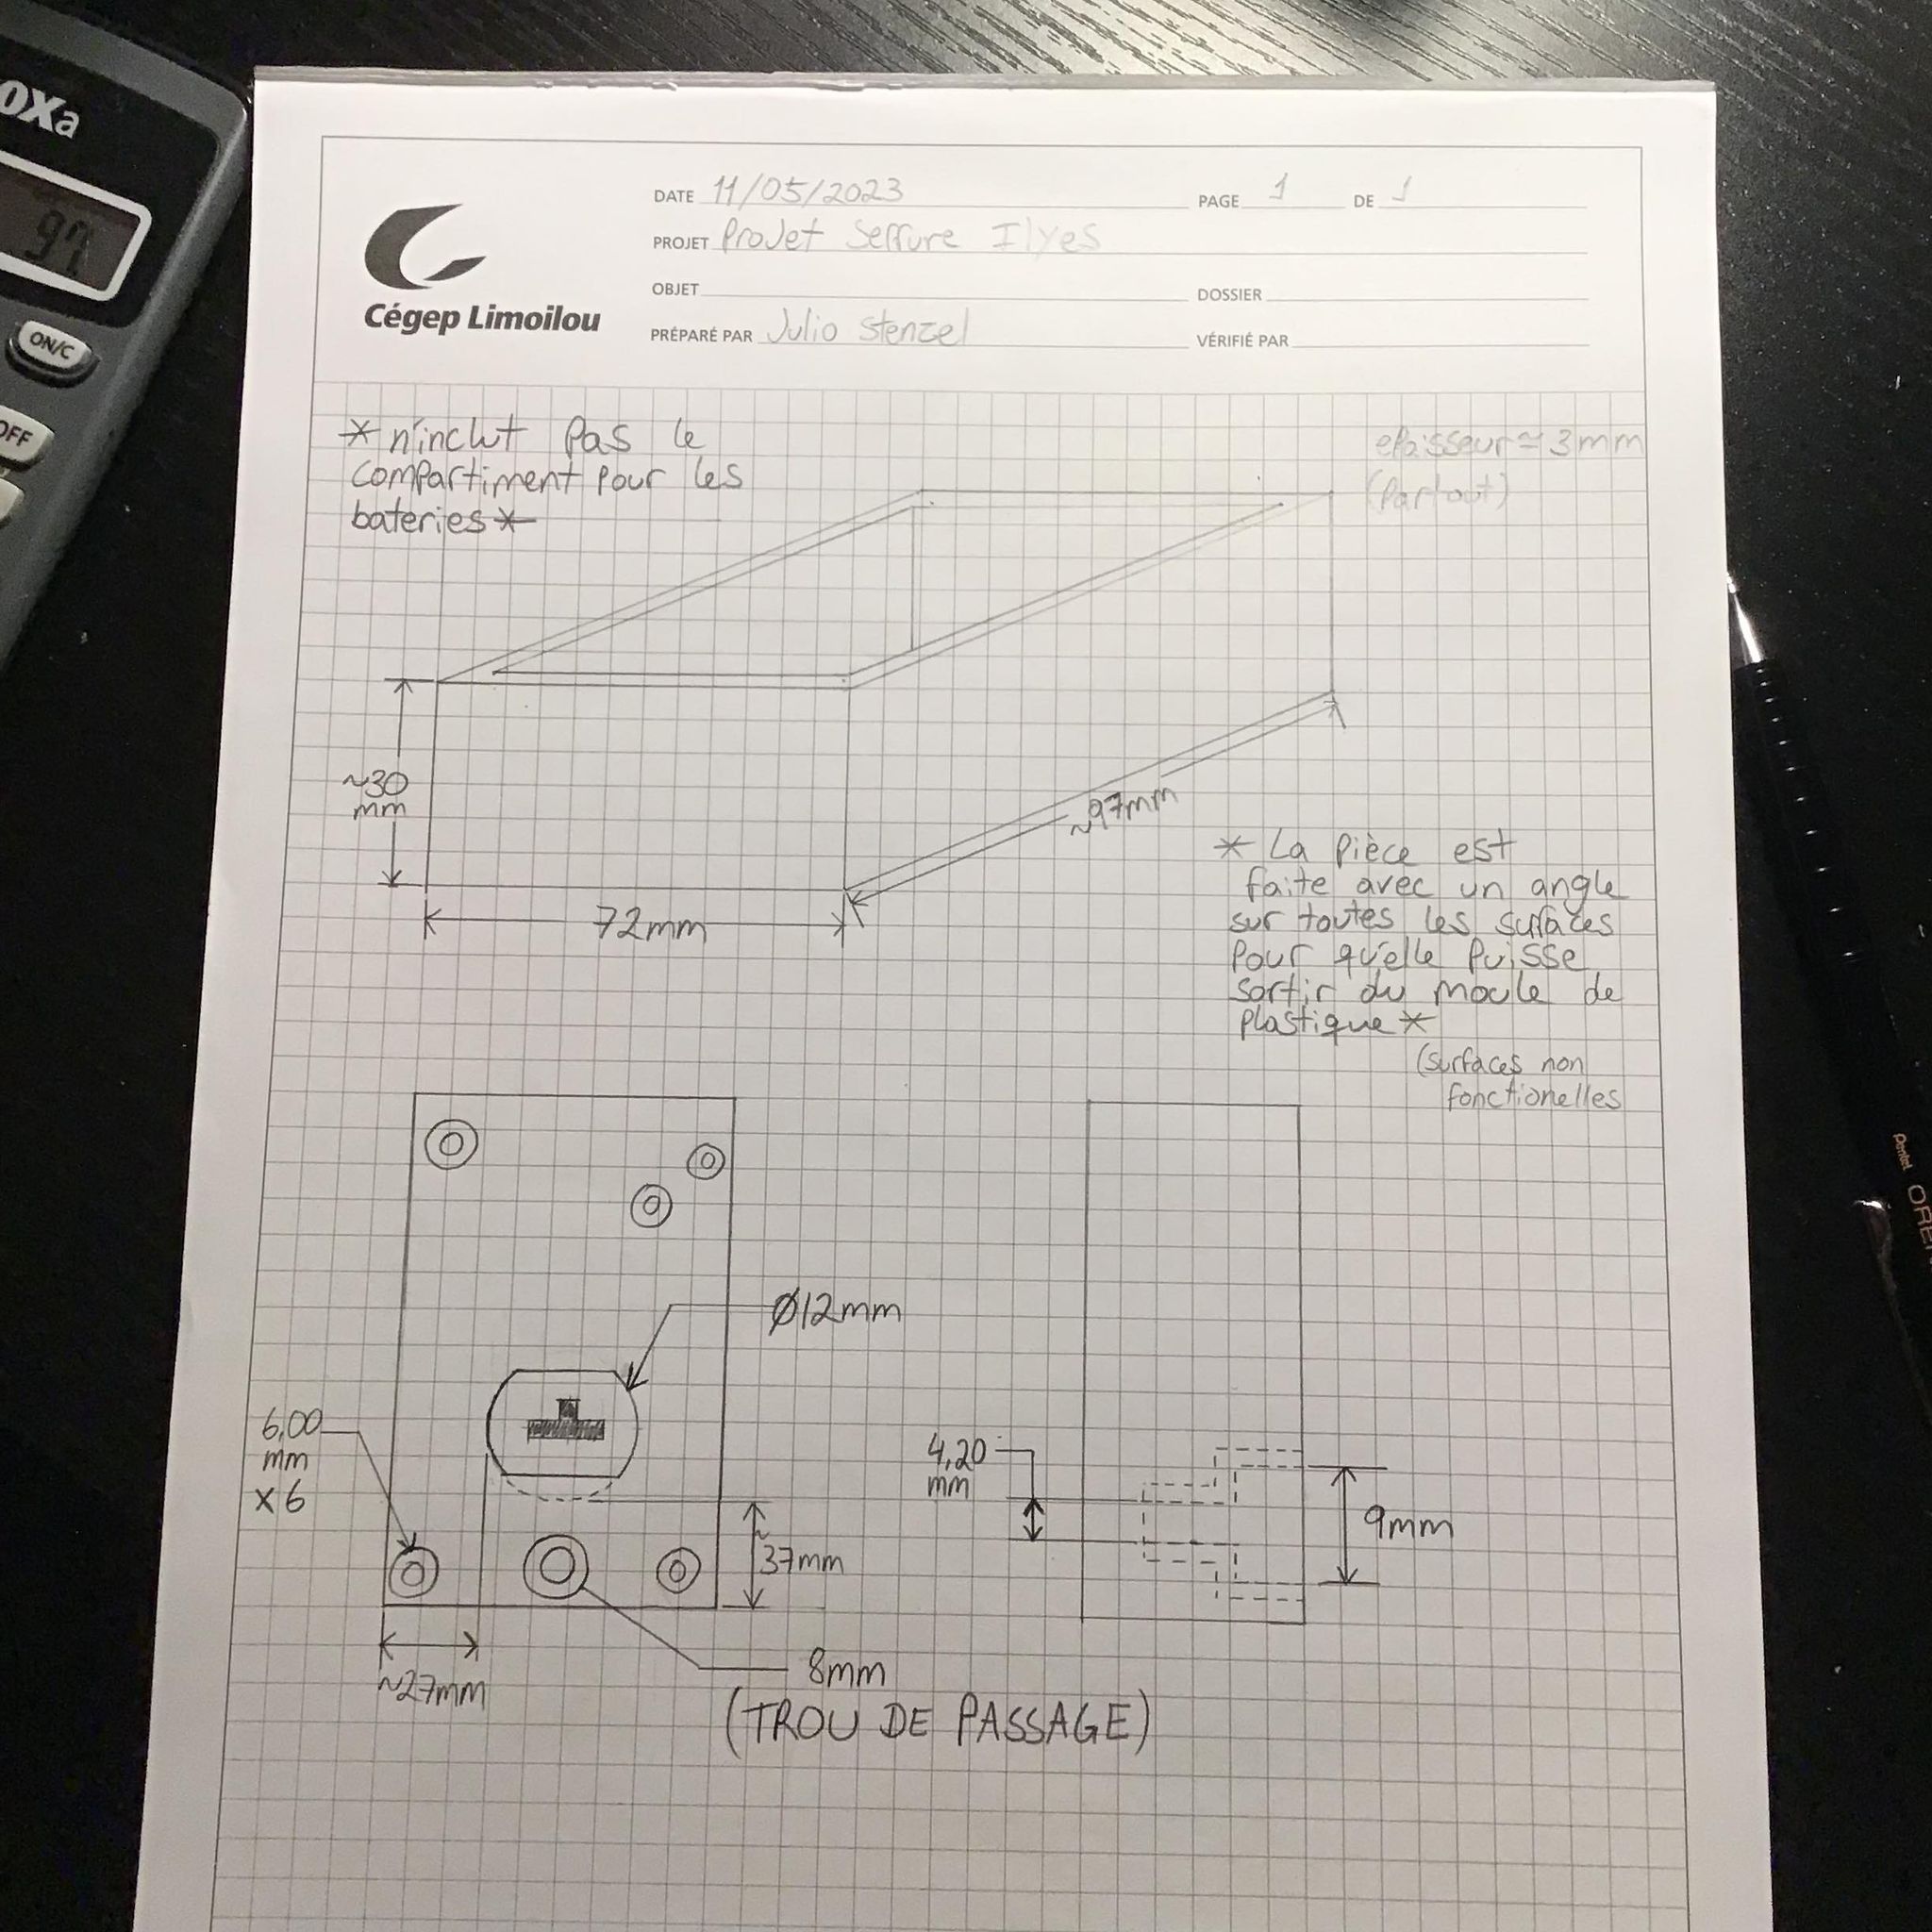 oxa
97
ON/C
OFF
DATE 11/05/2023
PAGE 1 DE 1
PROJET ProJet Serrure Ilyes
OBJET
DOSSIER
PRÉPARÉ PAR Julio Stenzel
VÉRIFIÉ PAR
Cégep Limoilou
*n'inclut Pas le
compartiment pour les
bateries*
epaisseur ≈ 3mm
(Partout)
~30
mm
72mm
~97mm
* La pièce est
faite avec un angle
sur toutes les surfaces
pour qu'elle puisse
sortir du moule de
plastique *
(surfaces non
fonctionelles
Ø12mm
6,00
mm
x6
~
37mm
~27mm
8mm
(TROU DE PASSAGE)
4,20
mm
9mm
Pentel